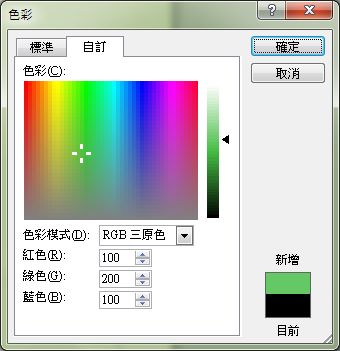 色彩
標準 自訂
確定
取消
色彩(C):
色彩模式(D): RGB 三原色
紅色(R): 100
綠色(G): 200
藍色(B): 100
新增
目前